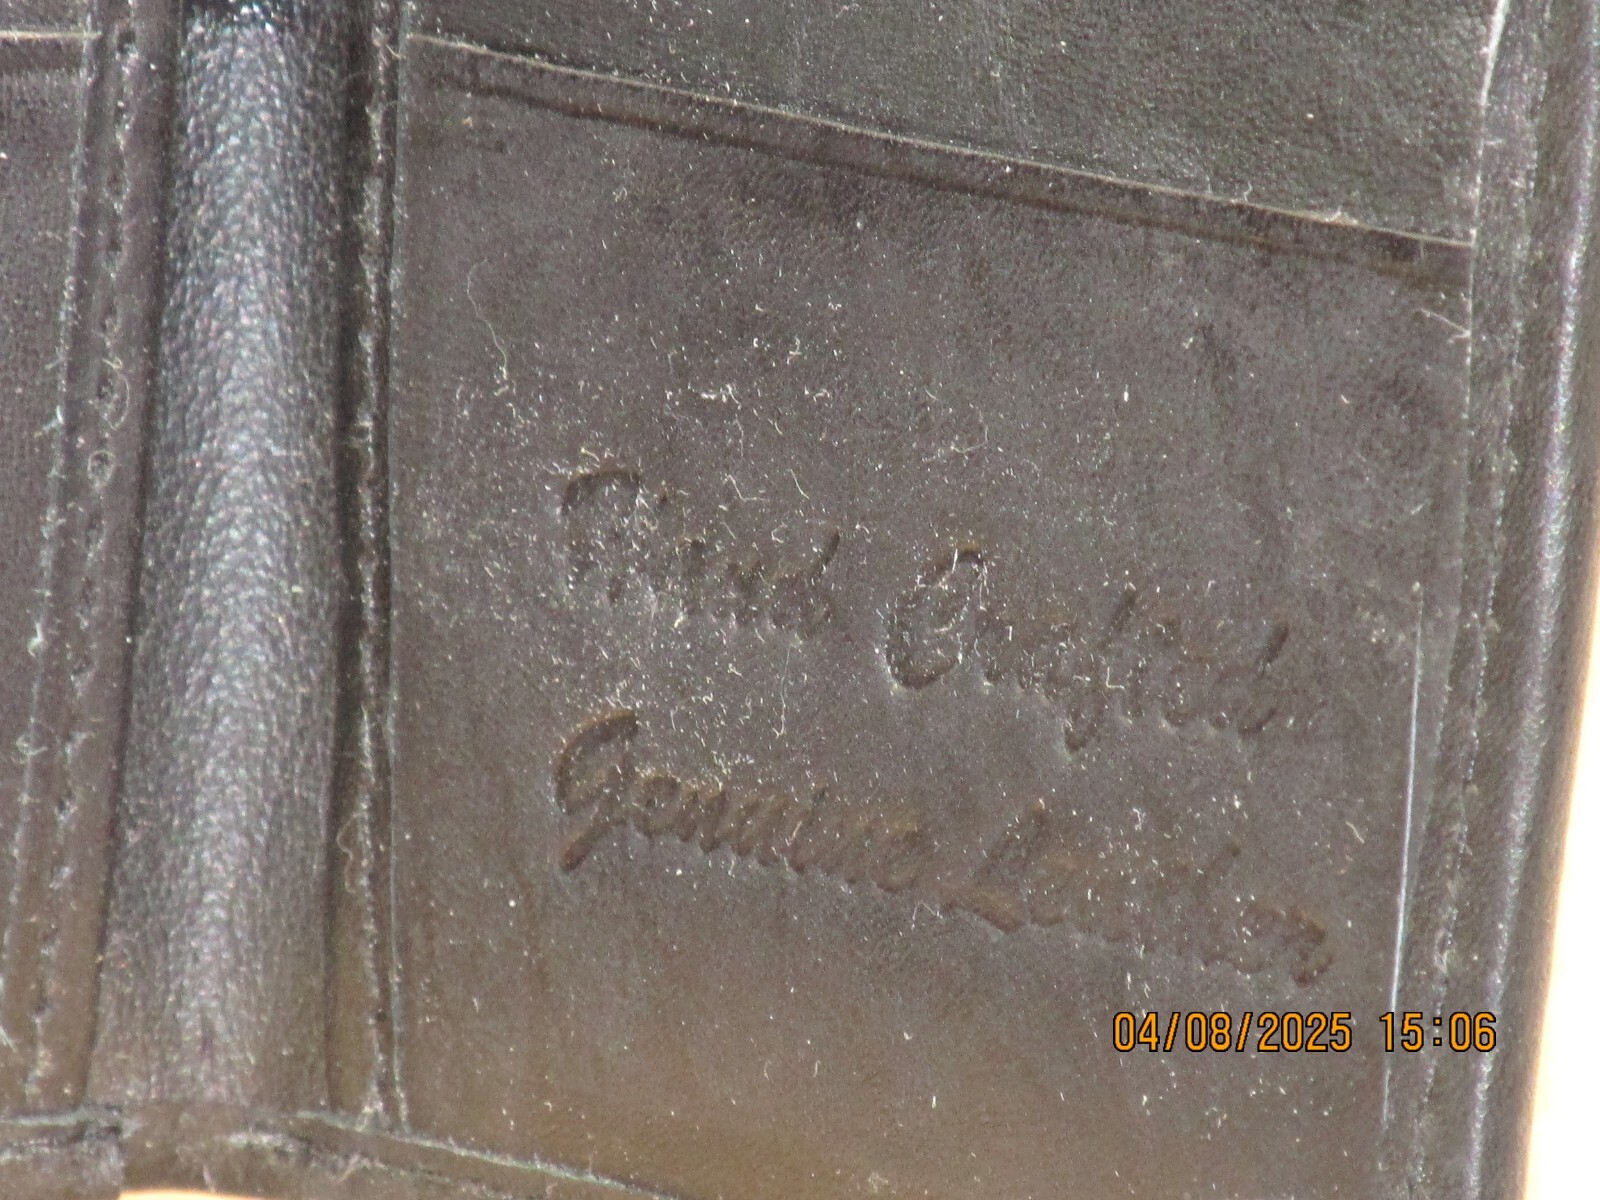 Hand Crafted
Genuine Leather
04/08/2025 15:06